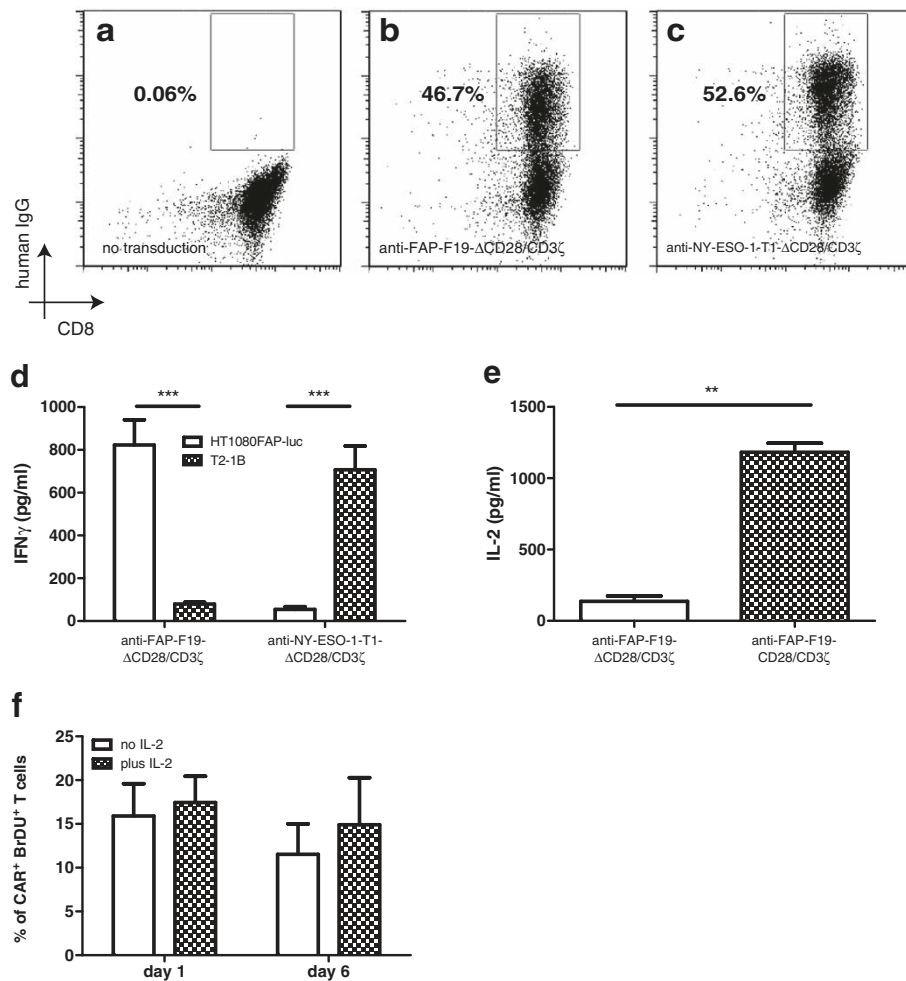 a
b
c
0.06%
46.7%
52.6%
human IgG
no transduction
anti-FAP-F19-ΔCD28/CD3ζ
anti-NY-ESO-1-T1-ΔCD28/CD3ζ
CD8
d
e
***
***
**
1000
800
600
400
200
0
IFNγ (pg/ml)
HT1080FAP-luc
T2-1B
anti-FAP-F19-
ΔCD28/CD3ζ
anti-NY-ESO-1-T1-
ΔCD28/CD3ζ
1500
1000
500
0
IL-2 (pg/ml)
anti-FAP-F19-
ΔCD28/CD3ζ
anti-FAP-F19-
CD28/CD3ζ
f
25
20
15
10
5
0
% of CAR⁺ BrDU⁺ T cells
no IL-2
plus IL-2
day 1
day 6